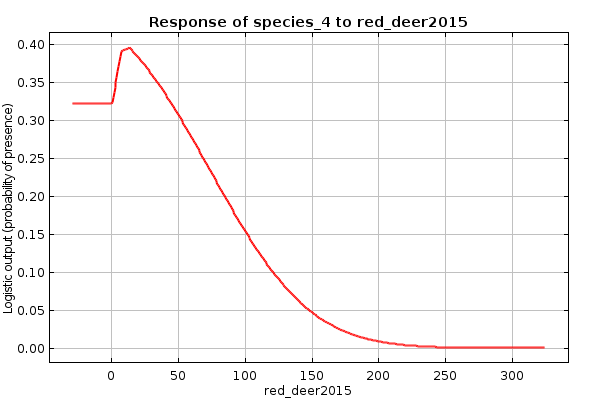 Response of species_4 to red_deer2015
Logistic output (probability of presence)
0.40
0.35
0.30
0.25
0.20
0.15
0.10
0.05
0.00
0 50 100 150 200 250 300
red_deer2015